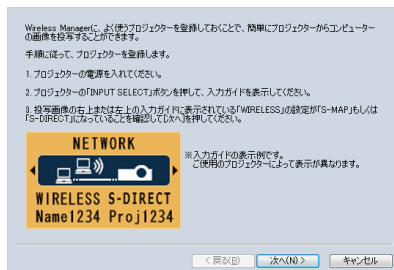 Wireless Managerに、よく使うプロジェクターを登録しておくことで、簡単にプロジェクターからコンピューター
の画像を投写することができます。
手順に従って、プロジェクターを登録します。
1. プロジェクターの電源を入れてください。
2. プロジェクターの「INPUT SELECT」ボタンを押して、入力ガイドを表示してください。
3. 投写画像の右上または左上の入力ガイドに表示されている「WIRELESS」の設定が「S-MAP」もしくは
「S-DIRECT」になっていることを確認して「次へ」を押してください。
NETWORK
WIRELESS S-DIRECT
Name1234 Proj1234
※入力ガイドの表示例です。
ご使用のプロジェクターによって表示が異なります。
< 戻る(B)
次へ(N) >
キャンセル